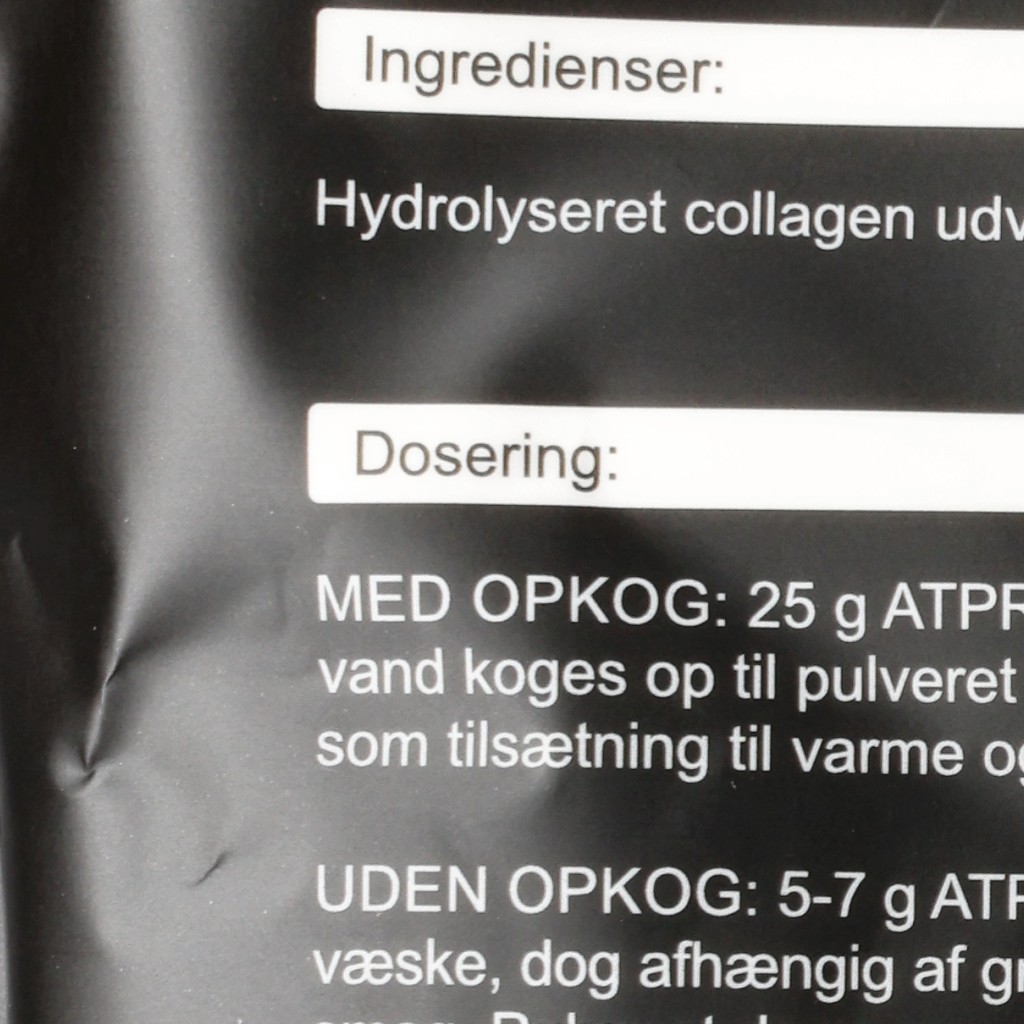 Ingredienser:
Hydrolyseret collagen
Dosering:
MED OPKOG: 25 g
vand koges op til pulveret
som tilsætning til varme
UDEN OPKOG: 5-7 g
væske, dog afhængig af